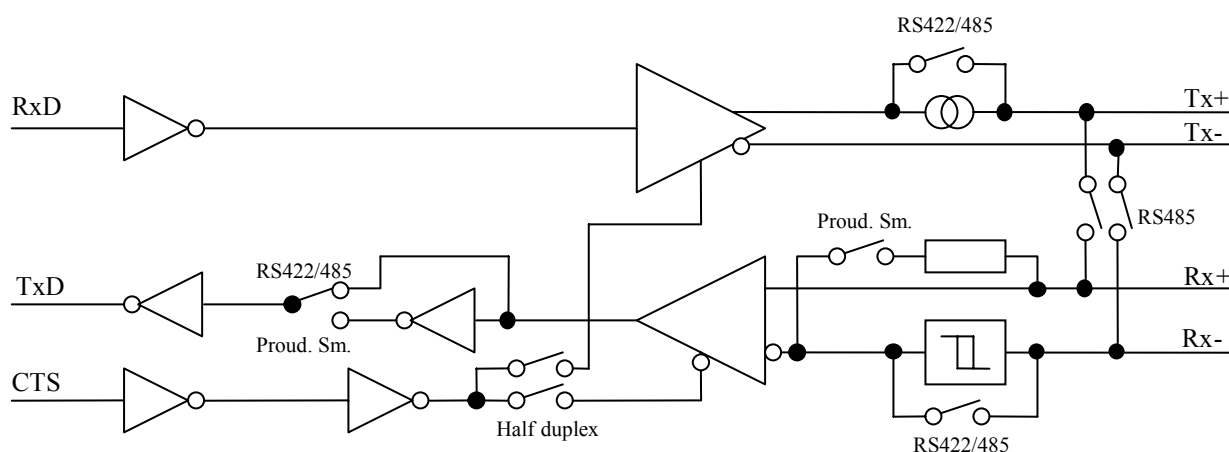 RS422/485
RxD
Tx+
Tx-
RS485
Proud. Sm.
RS422/485
TxD
Rx+
Proud. Sm.
Rx-
CTS
Half duplex
RS422/485